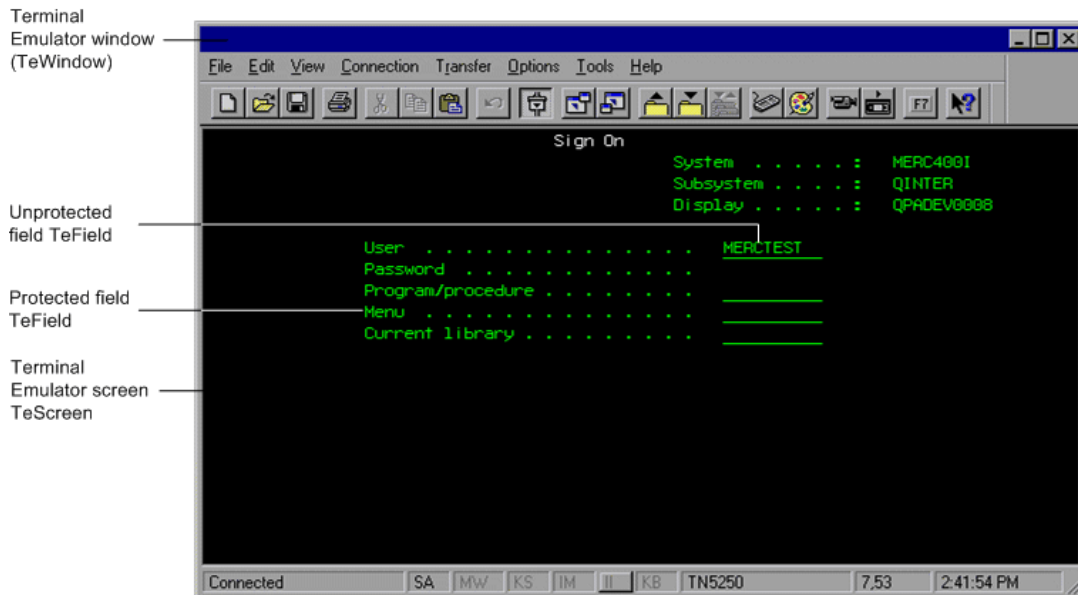 Terminal
Emulator window
(TeWindow)
File Edit View Connection Transfer Options Tools Help
F7
Sign On
System . . . . . : MERC400I
Subsystem . . . . : QINTER
Display . . . . . : QPADEV0008
Unprotected
field TeField
User . . . . . . . . . . . . . . MERCTEST
Password . . . . . . . . . . . .
Program/procedure . . . . . . . .
Protected field
TeField
Menu . . . . . . . . . . . . . .
Current library . . . . . . . . .
Terminal
Emulator screen
TeScreen
Connected SA MW KS IM II KB TN5250 7,53 2:41:54 PM